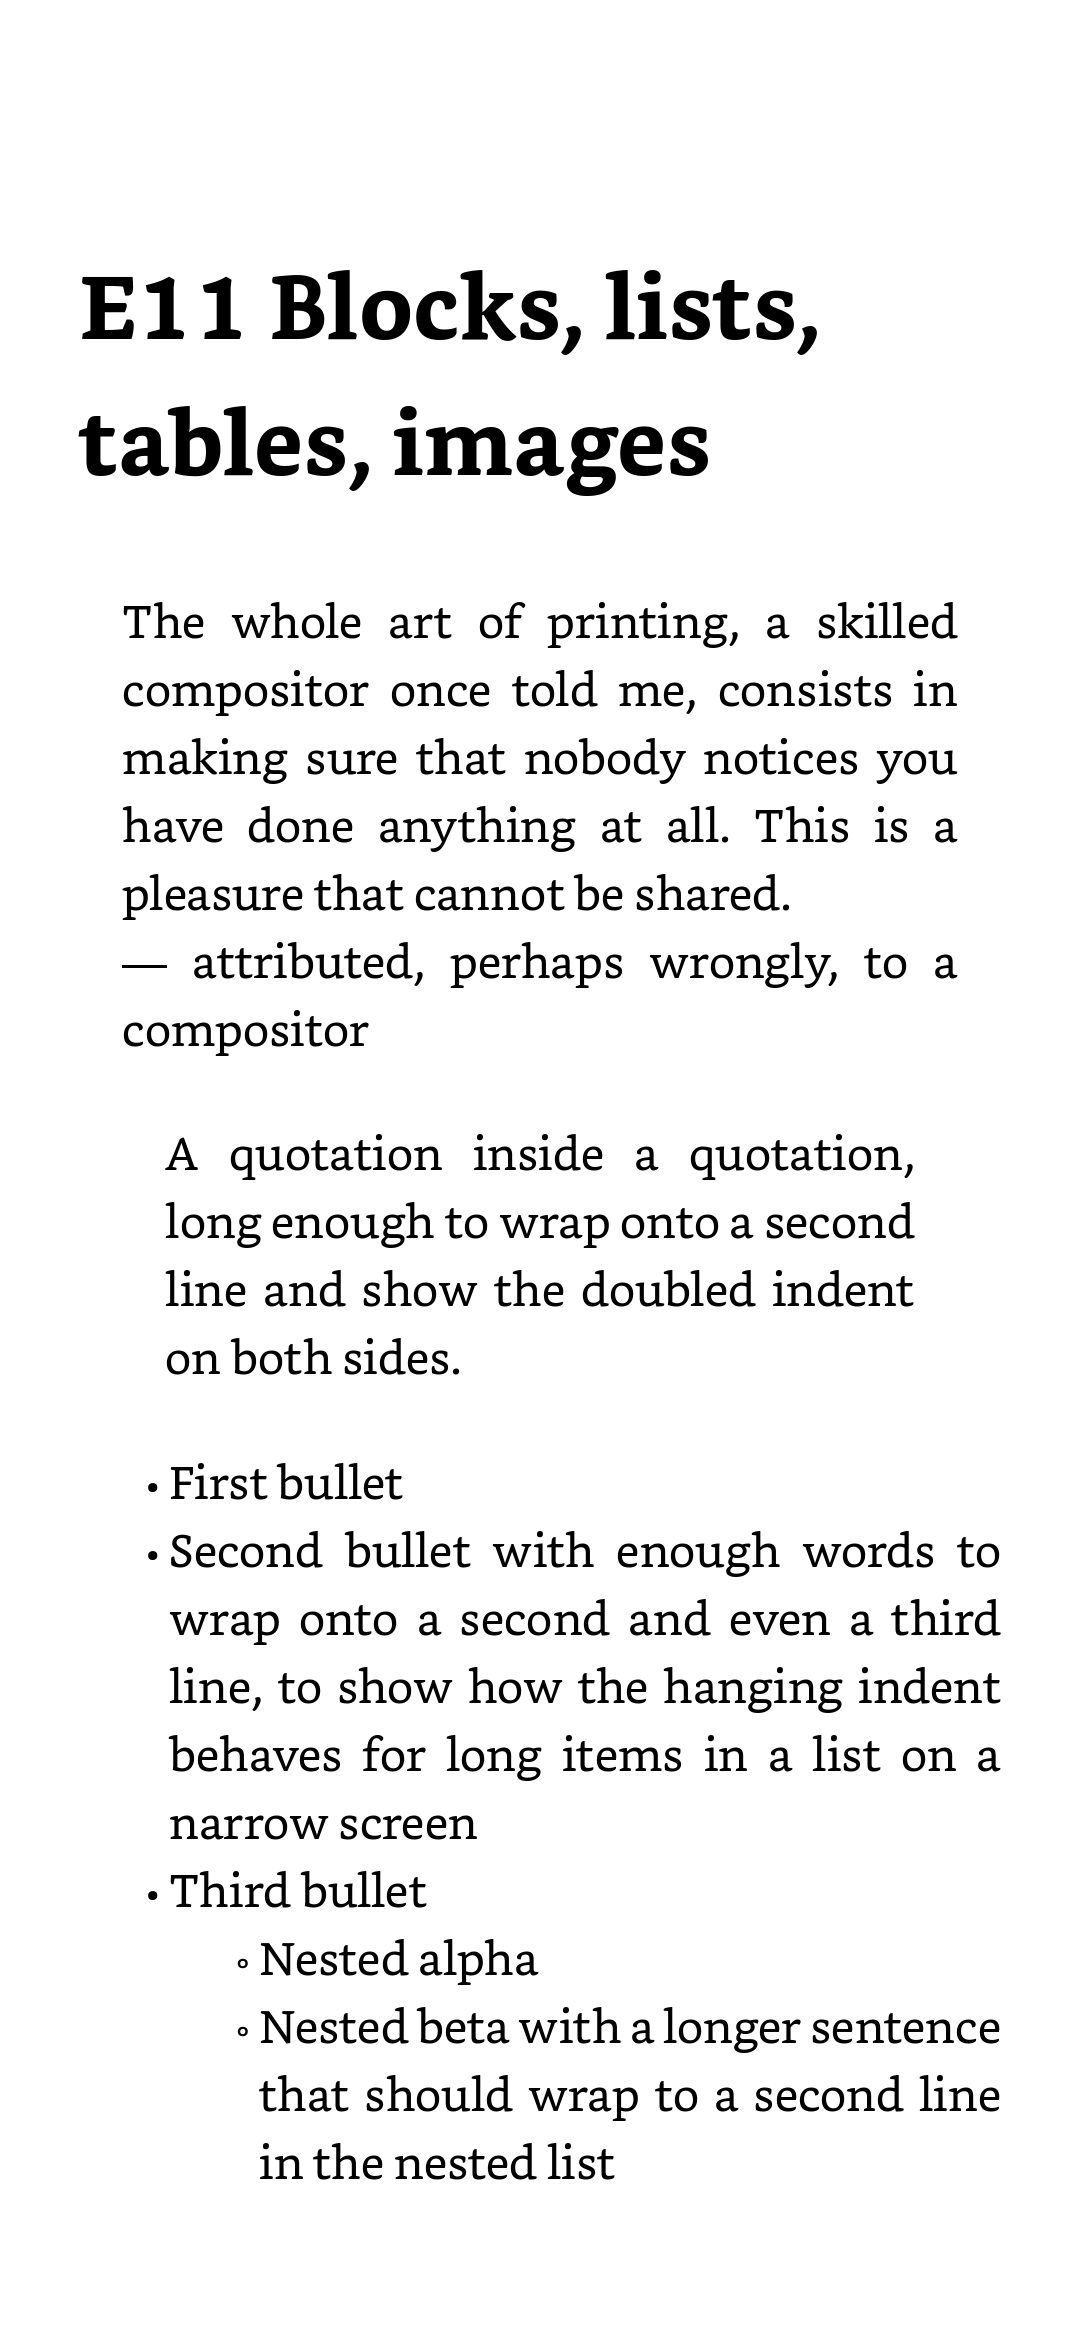 E11 Blocks, lists,
tables, images
The whole art of printing, a skilled
compositor once told me, consists in
making sure that nobody notices you
have done anything at all. This is a
pleasure that cannot be shared.
— attributed, perhaps wrongly, to a
compositor
A quotation inside a quotation,
long enough to wrap onto a second
line and show the doubled indent
on both sides.
• First bullet
• Second bullet with enough words to
wrap onto a second and even a third
line, to show how the hanging indent
behaves for long items in a list on a
narrow screen
• Third bullet
◦ Nested alpha
◦ Nested beta with a longer sentence
that should wrap to a second line
in the nested list